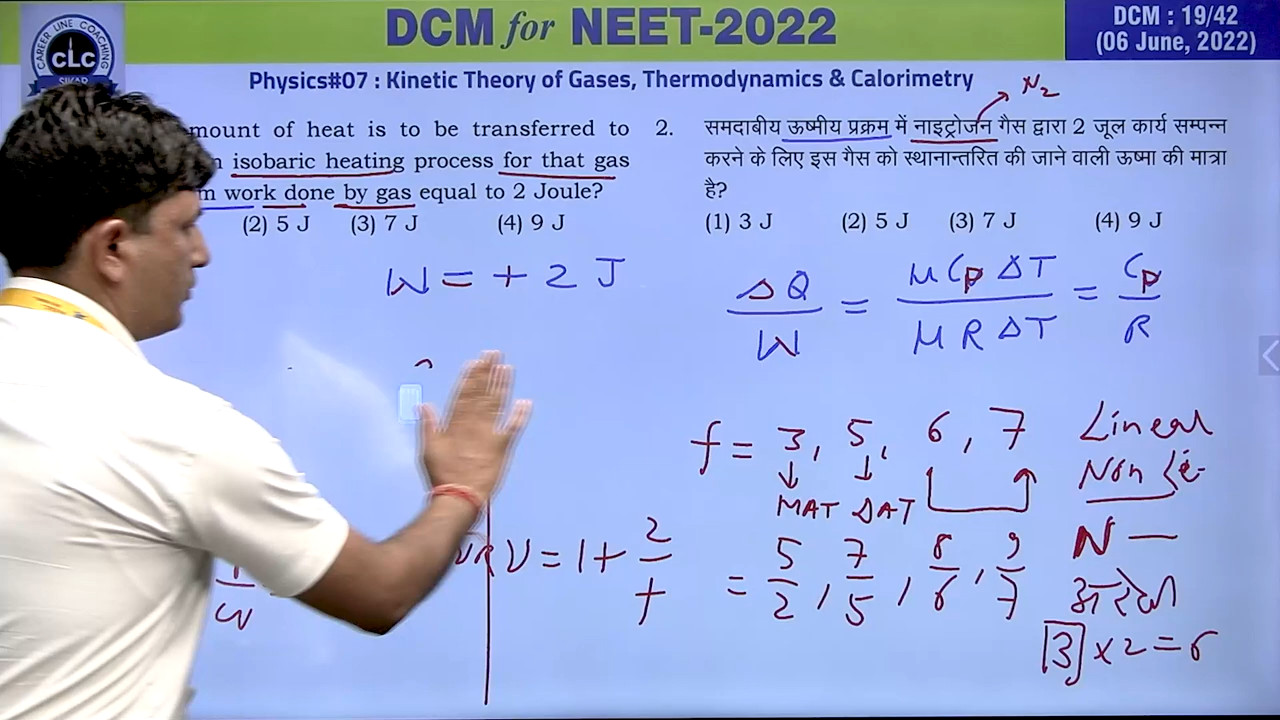 DCM for NEET-2022
DCM : 19/42
(06 June, 2022)
CAREER LINE COACHING
CLC
SIKAR
Physics#07 : Kinetic Theory of Gases, Thermodynamics & Calorimetry
N₂
mount of heat is to be transferred to
isobaric heating process for that gas
work done by gas equal to 2 Joule?
(2) 5 J (3) 7 J (4) 9 J
2. समदाबीय ऊष्मीय प्रक्रम में नाइट्रोजन गैस द्वारा 2 जूल कार्य सम्पन्न
करने के लिए इस गैस को स्थानान्तरित की जाने वाली ऊष्मा की मात्रा
है?
(1) 3 J (2) 5 J (3) 7 J (4) 9 J
W = + 2 J
ΔQ/W = μCpΔT/μRΔT = Cp/R
f = 3, 5, 6, 7
MAT DAT
Linear
Non
N —
γ = 1 + 2/f
= 5/2, 7/5, 8/6, 9/7
3 × 2 = 6
W